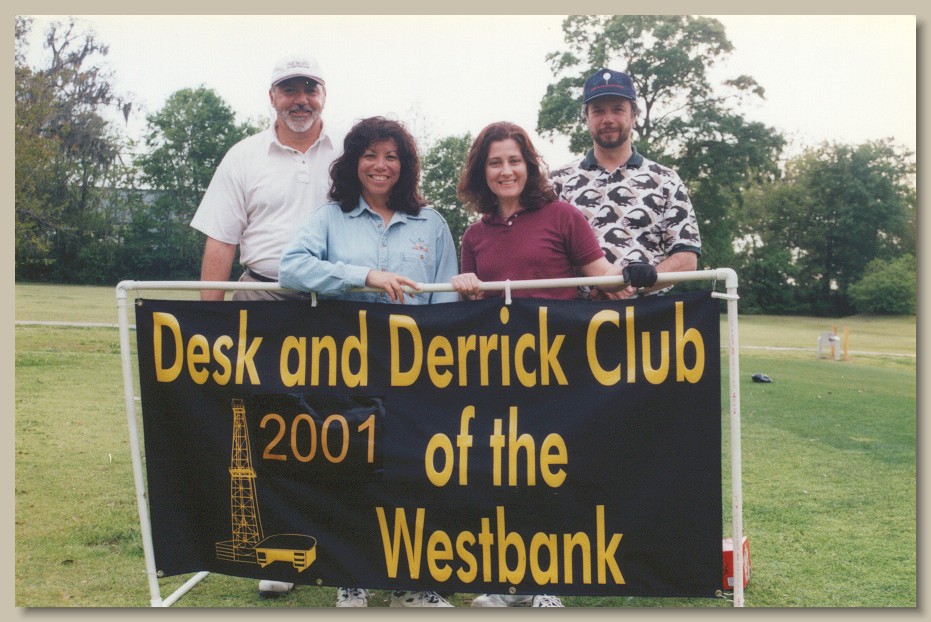 Desk and Derrick Club
2001 of the
Westbank